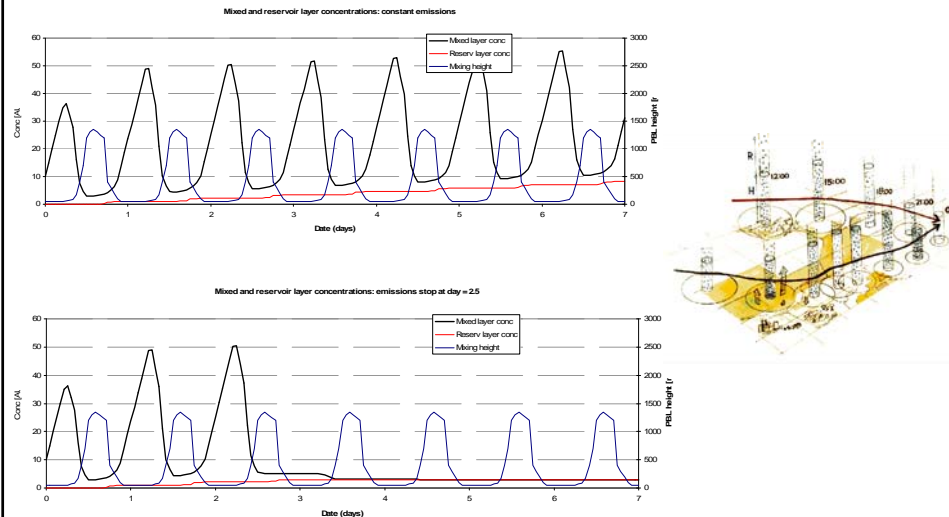 Mixed and reservoir layer concentrations: constant emissions
60
50
40
30
20
10
0
Conc [Al.
3000
2500
2000
1500
1000
500
0
PBL height [r
Mixed layer conc
Reserv layer conc
Mixing height
0 1 2 3 4 5 6 7
Date (days)
R
H
12:00
15:00
18:00
21:00
Mixed and reservoir layer concentrations: emissions stop at day = 2.5
60
50
40
30
20
10
0
Conc [Al.
3000
2500
2000
1500
1000
500
0
PBL height [r
Mixed layer conc
Reserv layer conc
Mixing height
0 1 2 3 4 5 6 7
Date (days)